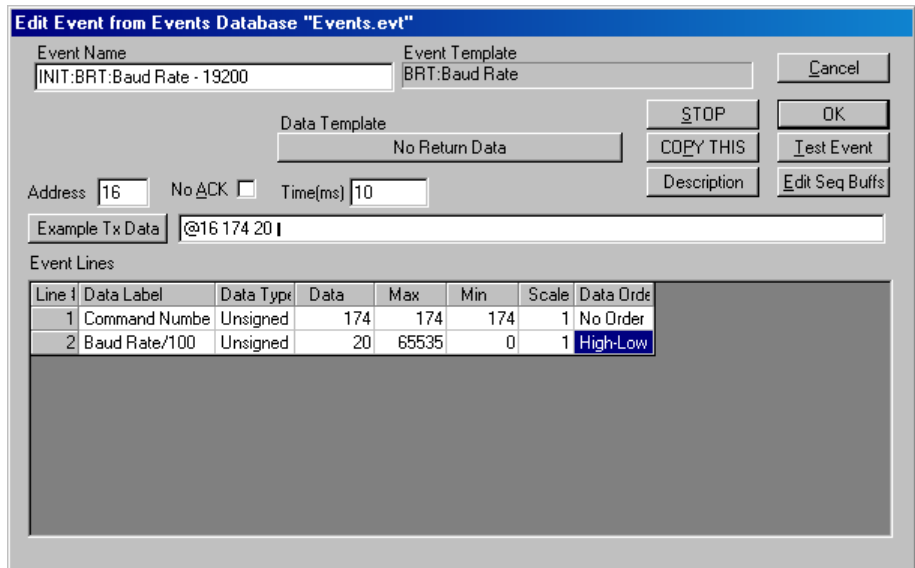 Edit Event from Events Database "Events.evt"
Event Name
Event Template
INIT:BRT:Baud Rate - 19200
BRT:Baud Rate
Cancel
Data Template
STOP
OK
No Return Data
COPY THIS
Test Event
Address 16
No ACK
Time(ms) 10
Description
Edit Seq Buffs
Example Tx Data
@16 174 20
Event Lines
Line # Data Label Data Type Data Max Min Scale Data Orde
1 Command Numbe Unsigned 174 174 174 1 No Order
2 Baud Rate/100 Unsigned 20 65535 0 1 High-Low